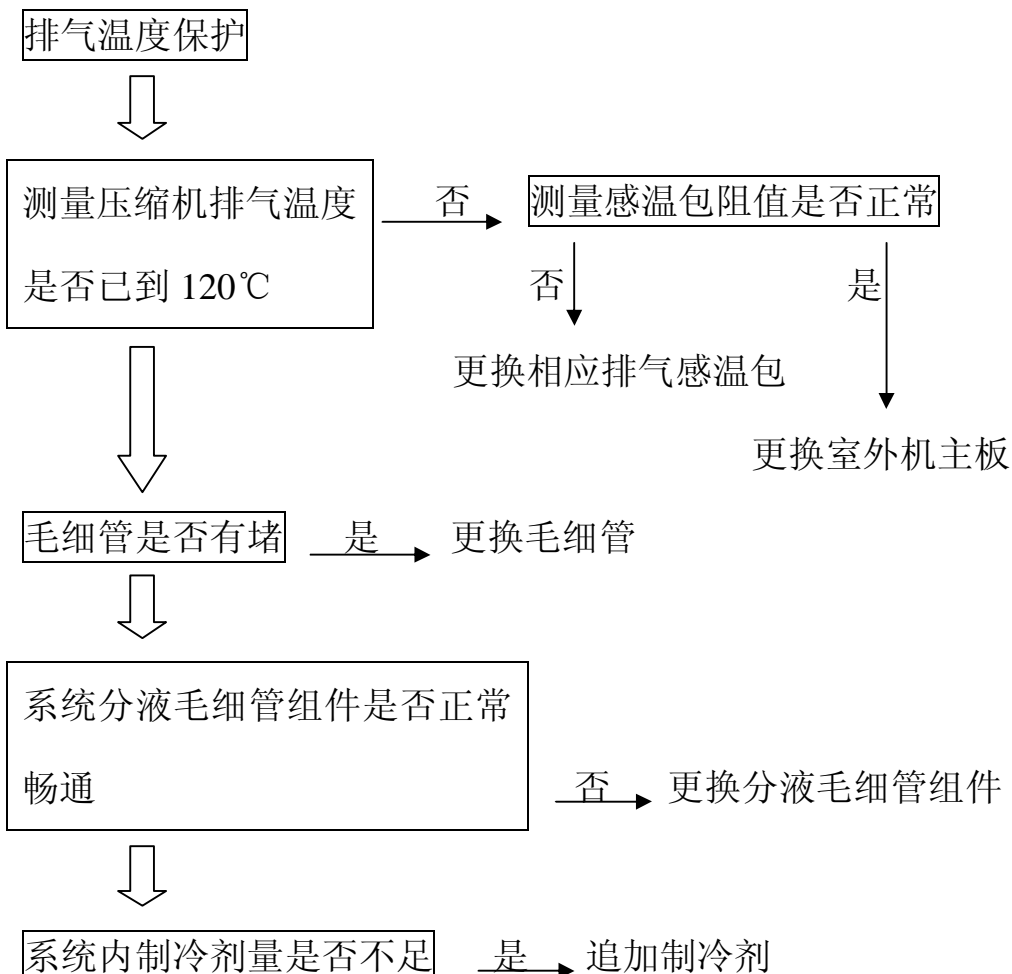 排气温度保护
测量压缩机排气温度
是否已到 120℃
否
测量感温包阻值是否正常
否
是
更换相应排气感温包
更换室外机主板
毛细管是否有堵
是
更换毛细管
系统分液毛细管组件是否正常
畅通
否
更换分液毛细管组件
系统内制冷剂量是否不足
是
追加制冷剂